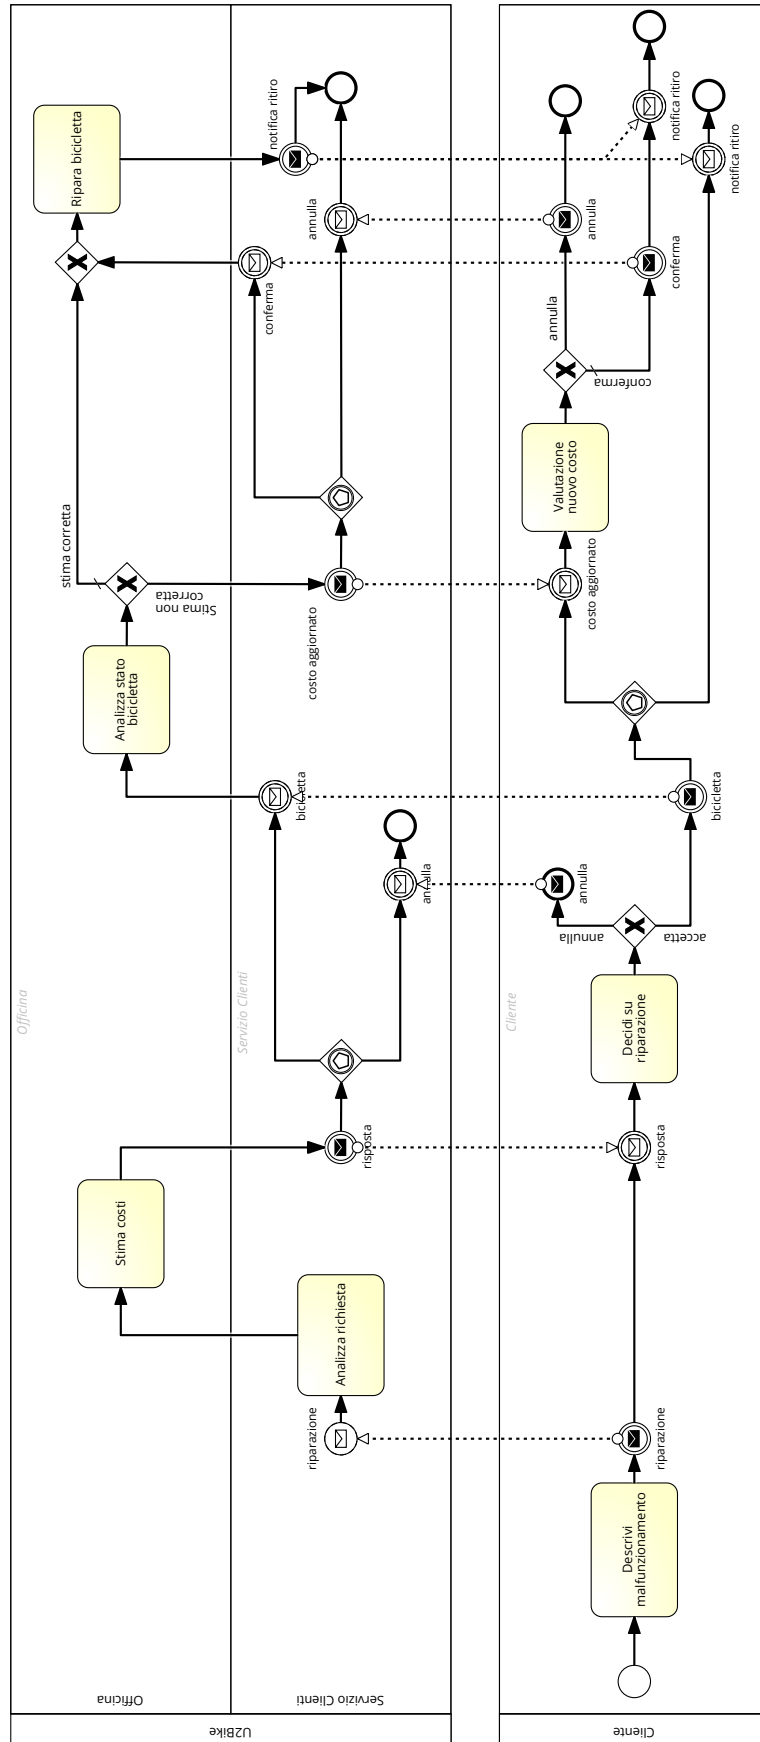 Ripara bicicletta
notifica ritiro
annulla
conferma
stima corretta
Stima non
corretta
Analizza stato
bicicletta
costo aggiornato
bicicletta
annulla
Officina
Servizio Clienti
risposta
Stima costi
Analizza richiesta
riparazione
Officina
Servizio Clienti
U2Bike
notifica ritiro
notifica ritiro
annulla
conferma
annulla
conferma
Valutazione
nuovo costo
costo aggiornato
bicicletta
annulla
annulla
accetta
Cliente
Decidi su
riparazione
risposta
riparazione
Descrivi
malfunzionamento
Cliente